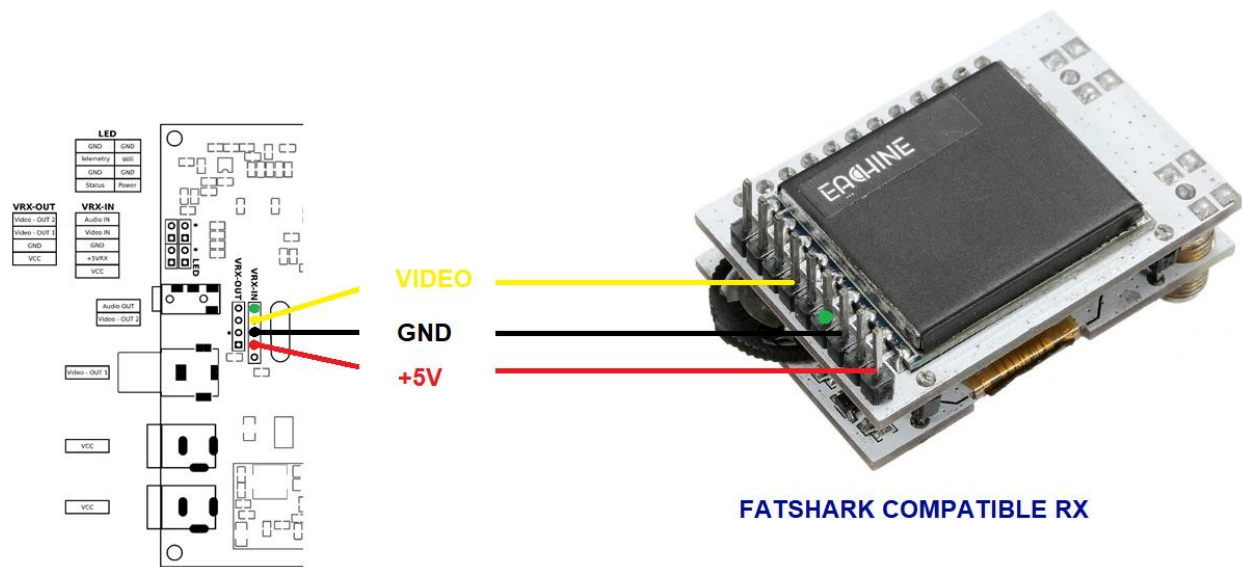 LED
GND GND
Telemetry Wifi
GND GND
Status Power
VRX-OUT
Video - OUT 2
Video - OUT 1
GND
VCC
VRX-IN
Audio IN
Video IN
GND
+5VRX
VCC
LED
VRX-OUT
VRX-IN
Audio OUT
Video - OUT 2
Video - OUT 1
VCC
VCC
VIDEO
GND
+5V
EACHINE
FATSHARK COMPATIBLE RX